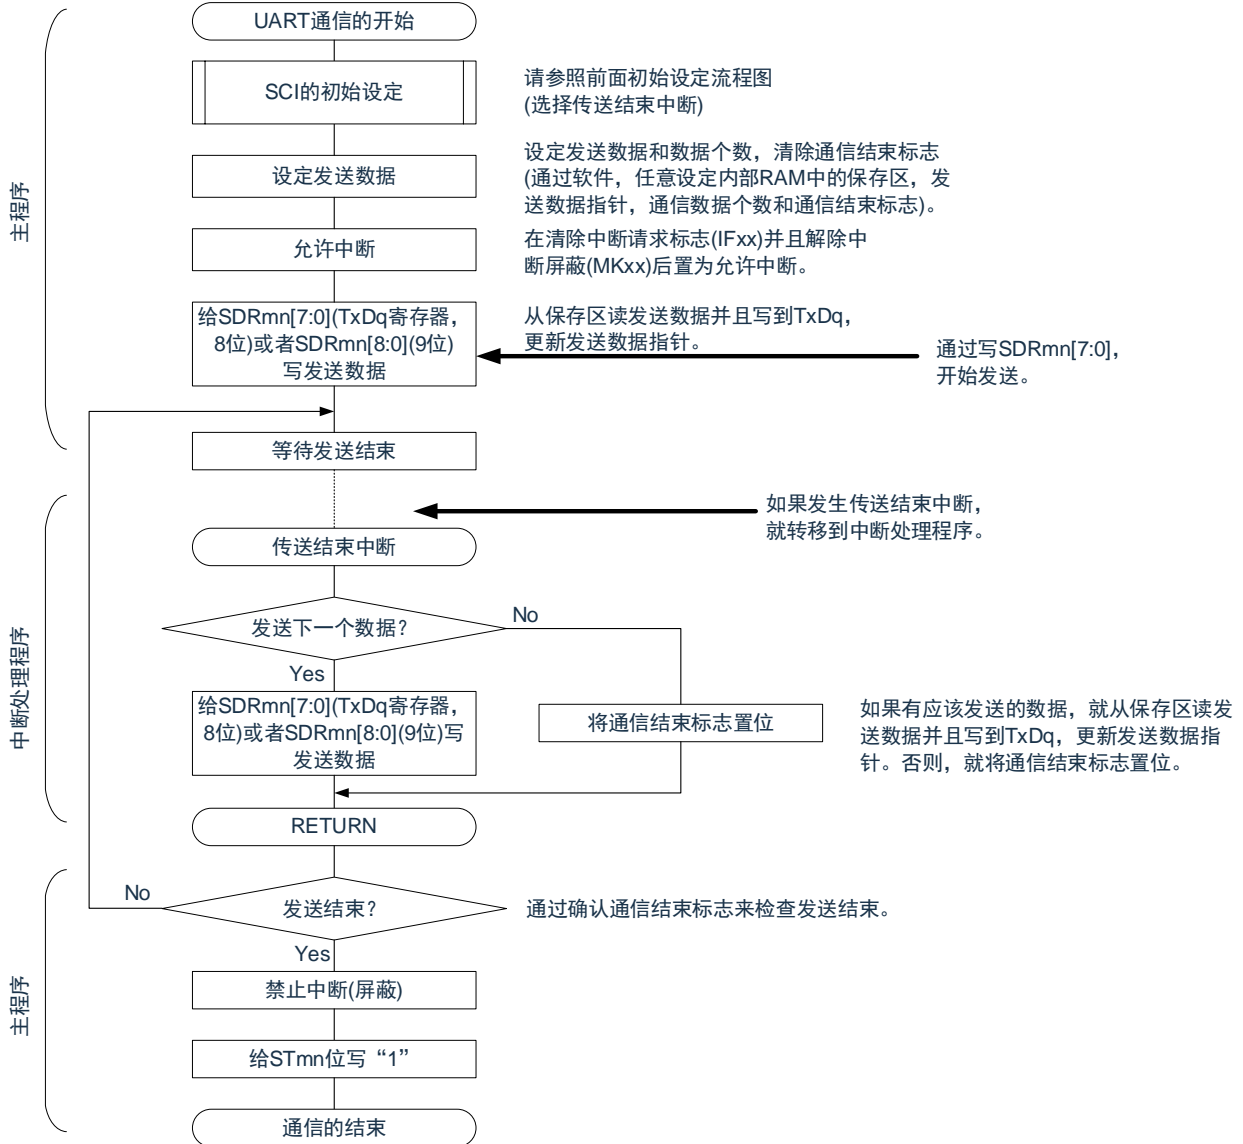 UART通信的开始
SCI的初始设定
请参照前面初始设定流程图
(选择传送结束中断)
设定发送数据
设定发送数据和数据个数，清除通信结束标志
(通过软件，任意设定内部RAM中的保存区，发
送数据指针，通信数据个数和通信结束标志)。
主程序
允许中断
在清除中断请求标志(IFxx)并且解除中
断屏蔽(MKxx)后置为允许中断。
给SDRmn[7:0](TxDq寄存器，
8位)或者SDRmn[8:0](9位)
写发送数据
从保存区读发送数据并且写到TxDq，
更新发送数据指针。
通过写SDRmn[7:0]，
开始发送。
等待发送结束
如果发生传送结束中断，
就转移到中断处理程序。
传送结束中断
发送下一个数据？
No
Yes
中断处理程序
给SDRmn[7:0](TxDq寄存器，
8位)或者SDRmn[8:0](9位)写
发送数据
将通信结束标志置位
如果有应该发送的数据，就从保存区读发
送数据并且写到TxDq，更新发送数据指
针。否则，就将通信结束标志置位。
RETURN
No
发送结束？
通过确认通信结束标志来检查发送结束。
Yes
主程序
禁止中断(屏蔽)
给STmn位写“1”
通信的结束